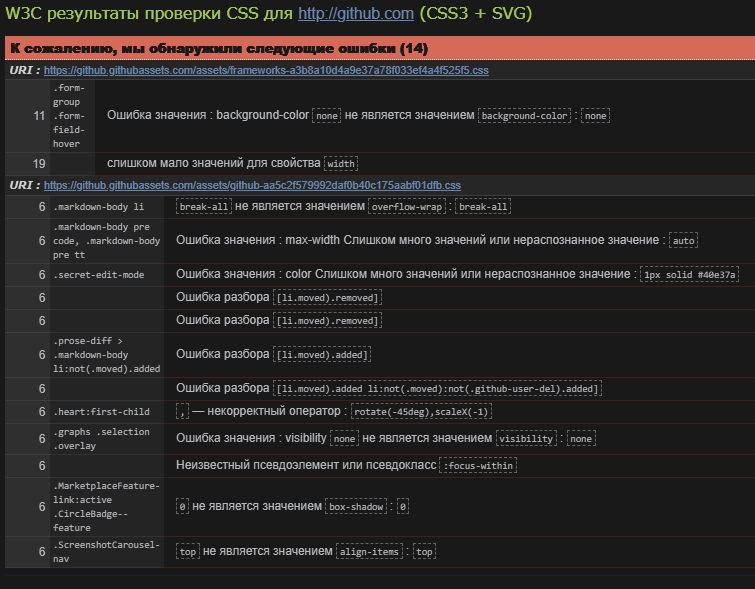 W3C результаты проверки CSS для http://github.com (CSS3 + SVG)
К сожалению, мы обнаружили следующие ошибки (14)
URI : https://github.githubassets.com/assets/frameworks-a3b8a10d4a9e37a78f033ef4a4f525f5.css
11 .form-group .form-field-hover Ошибка значения : background-color none не является значением background-color : none
19 слишком мало значений для свойства width
URI : https://github.githubassets.com/assets/github-aa5c2f579992daf0b40c175aabf01dfb.css
6 .markdown-body li break-all не является значением overflow-wrap : break-all
6 .markdown-body pre code, .markdown-body pre tt Ошибка значения : max-width Слишком много значений или нераспознанное значение : auto
6 .secret-edit-mode Ошибка значения : color Слишком много значений или нераспознанное значение : 1px solid #40e37a
6 Ошибка разбора [li.moved).removed]
6 Ошибка разбора [li.moved).removed]
6 .prose-diff > .markdown-body li:not(.moved).added Ошибка разбора [li.moved).added]
6 Ошибка разбора [li.moved).added li:not(.moved):not(.github-user-del).added]
6 .heart:first-child , — некорректный оператор : rotate(-45deg),scaleX(-1)
6 .graphs .selection .overlay Ошибка значения : visibility none не является значением visibility : none
6 Неизвестный псевдоэлемент или псевдокласс :focus-within
6 .MarketplaceFeature-link:active .CircleBadge--feature 0 не является значением box-shadow : 0
6 .ScreenshotCarousel-nav top не является значением align-items : top